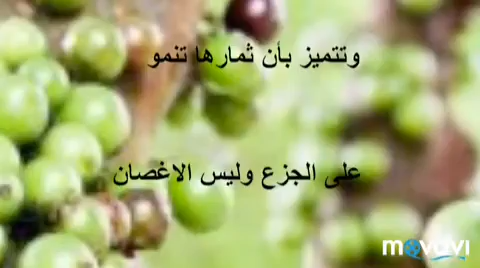 وتتميز بأن ثمارها تنمو
على الجزع وليس الاغصان
movavi